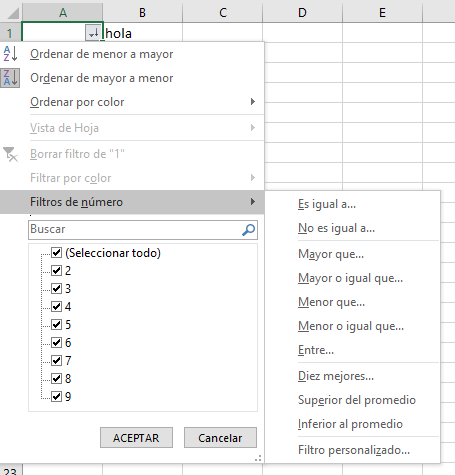 A B C D E
1 hola
Ordenar de menor a mayor
Ordenar de mayor a menor
Ordenar por color
Vista de Hoja
Borrar filtro de "1"
Filtrar por color
Filtros de número
Buscar
(Seleccionar todo)
2
3
4
5
6
7
8
9
ACEPTAR Cancelar
Es igual a...
No es igual a...
Mayor que...
Mayor o igual que...
Menor que...
Menor o igual que...
Entre...
Diez mejores...
Superior del promedio
Inferior al promedio
Filtro personalizado...
23